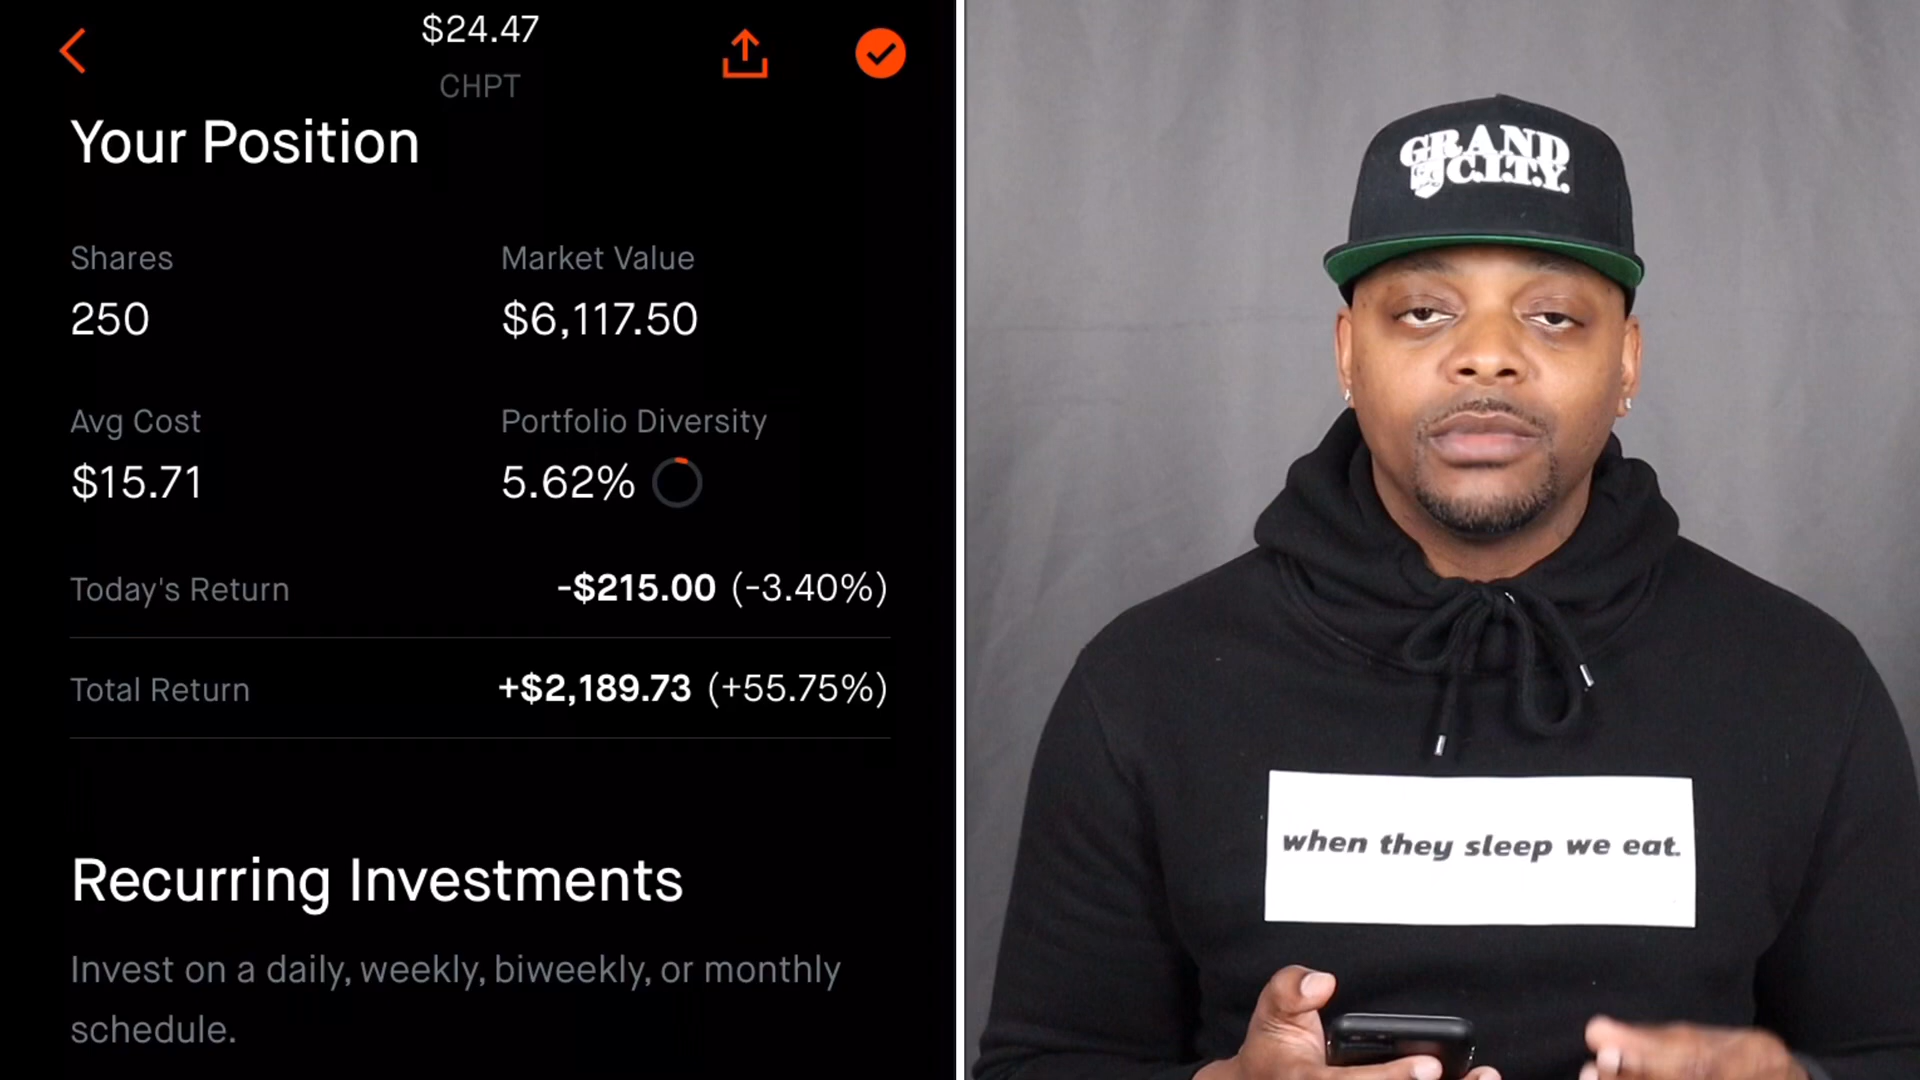 $24.47
CHPT
Your Position
Shares
250
Market Value
$6,117.50
Avg Cost
$15.71
Portfolio Diversity
5.62%
Today's Return
-$215.00 (-3.40%)
Total Return
+$2,189.73 (+55.75%)
Recurring Investments
Invest on a daily, weekly, biweekly, or monthly
schedule.
GRAND
C.I.T.Y.
when they sleep we eat.